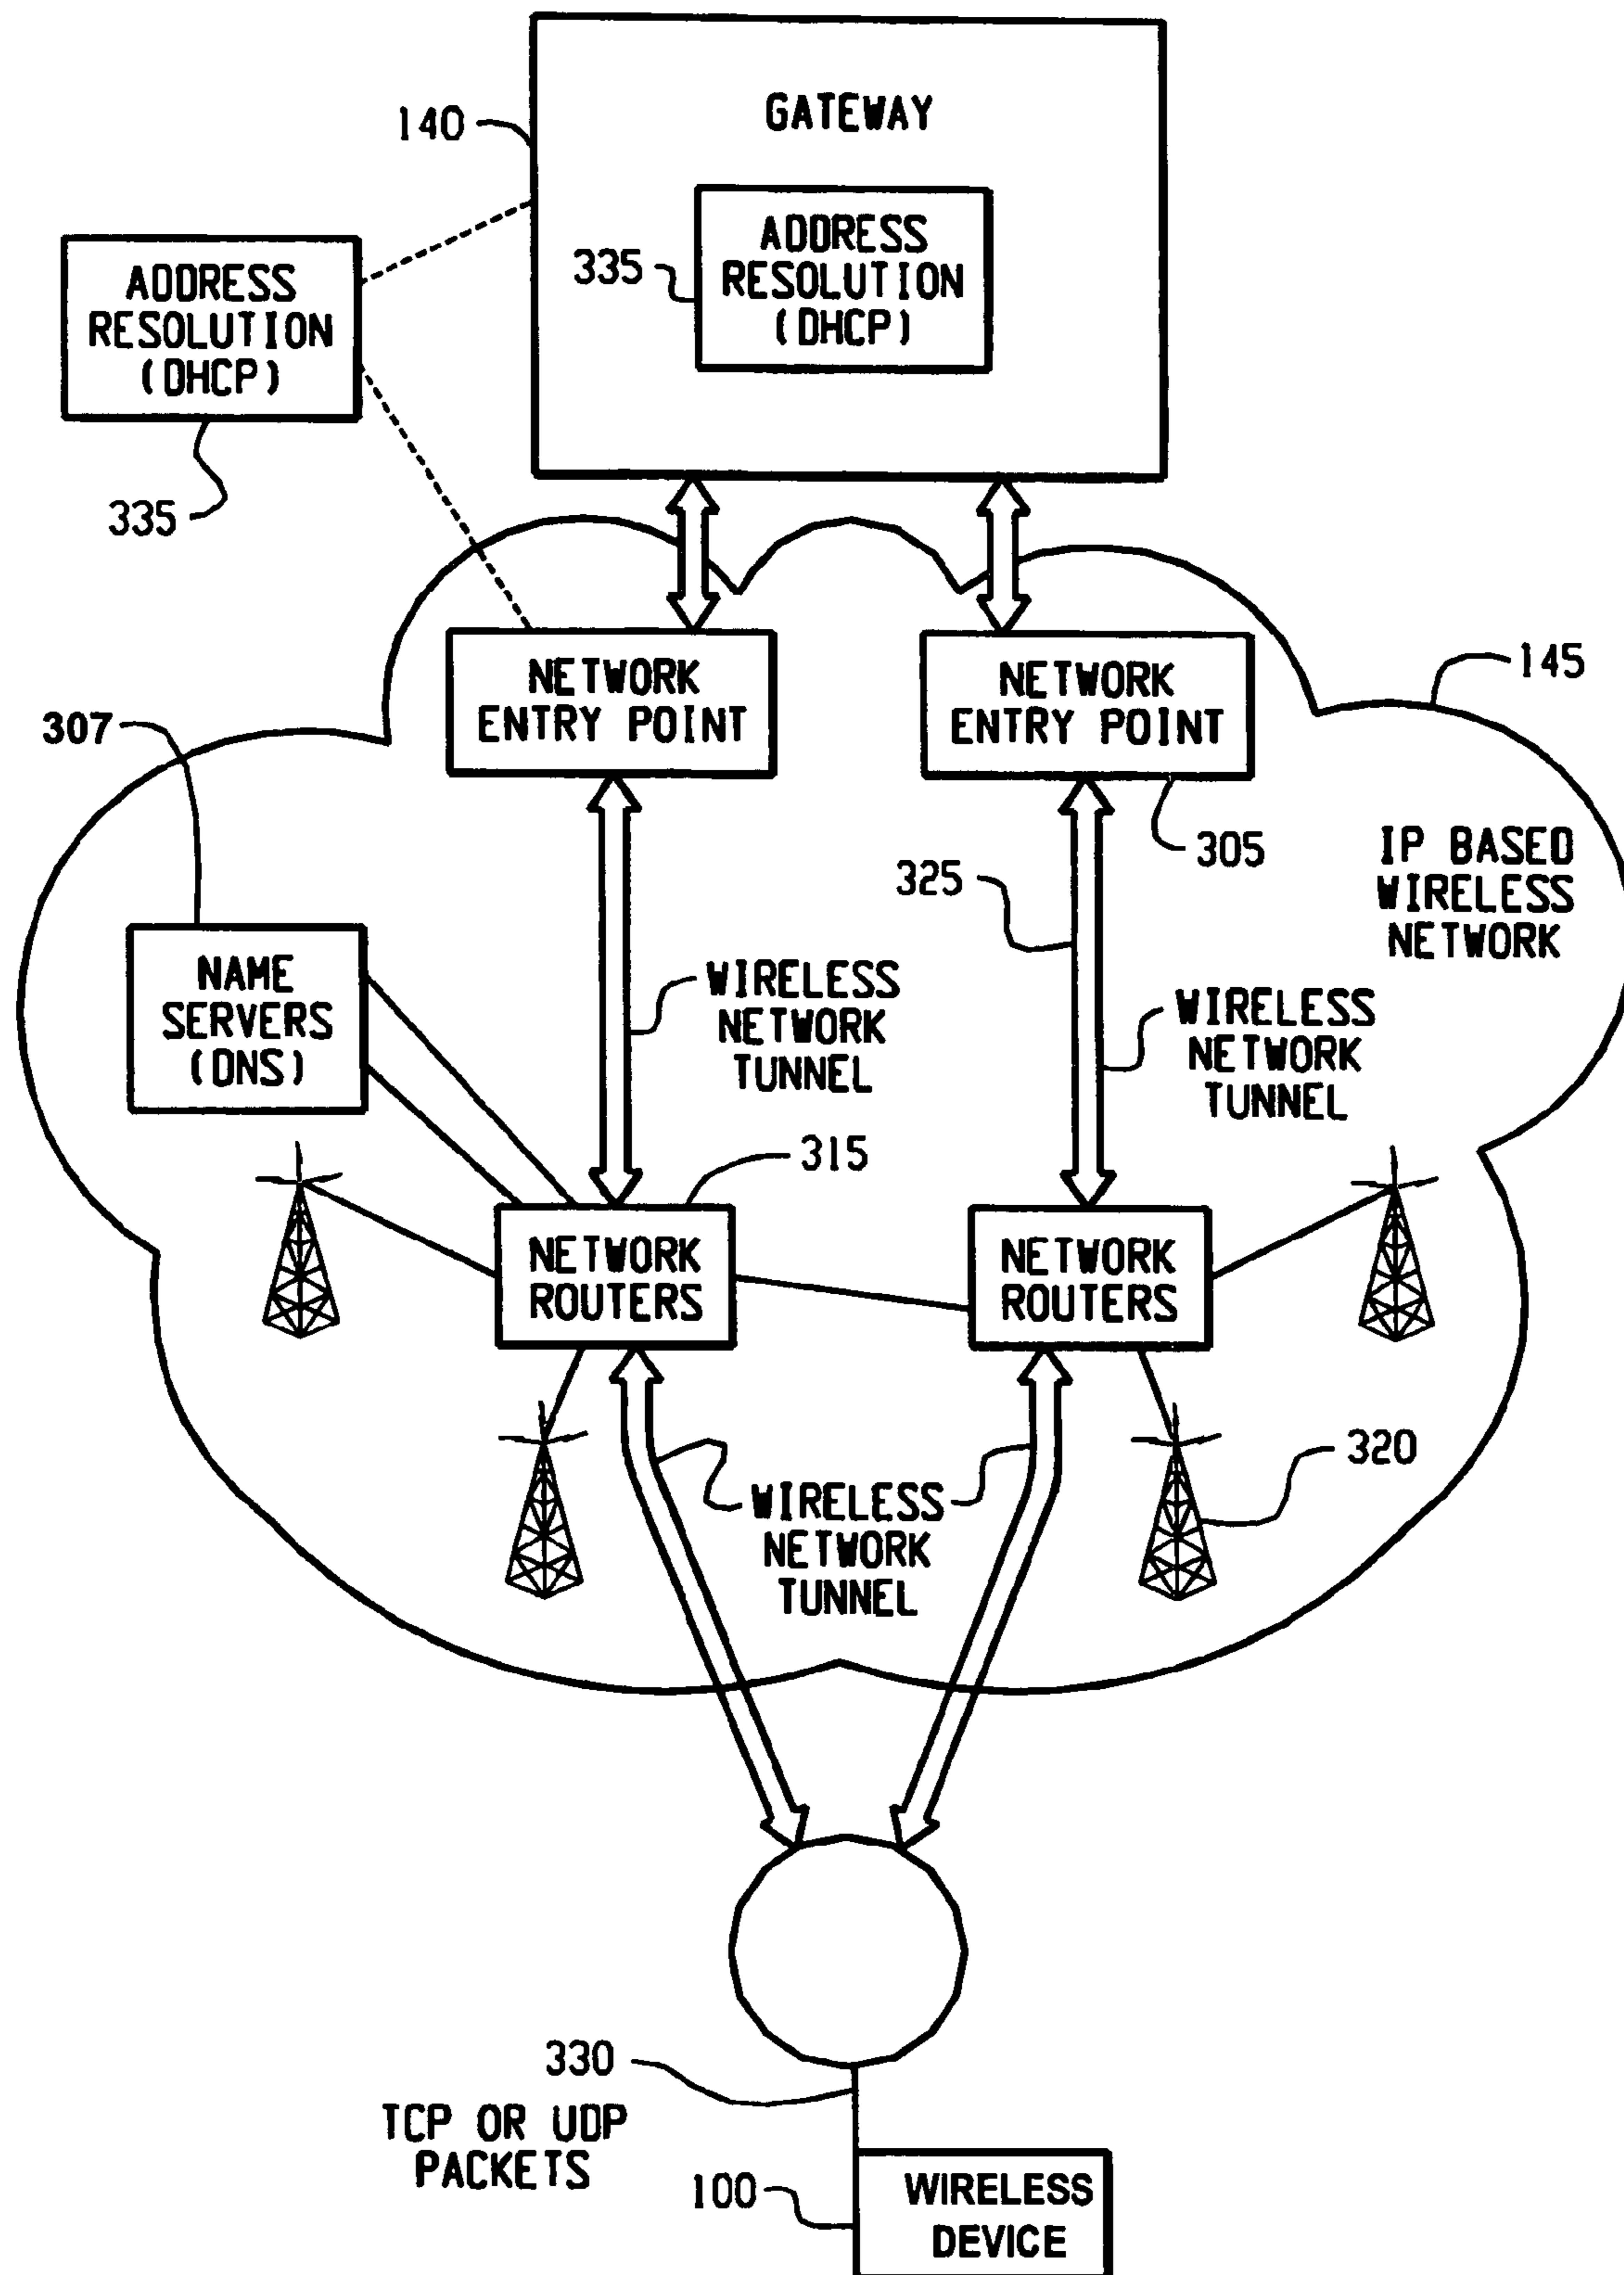 GATEWAY
140
ADDRESS
RESOLUTION
(DHCP)
335
ADDRESS
RESOLUTION
(DHCP)
335
NETWORK
ENTRY POINT
NETWORK
ENTRY POINT
145
307
305
325
IP BASED
WIRELESS
NETWORK
NAME
SERVERS
(DNS)
WIRELESS
NETWORK
TUNNEL
WIRELESS
NETWORK
TUNNEL
315
NETWORK
ROUTERS
NETWORK
ROUTERS
320
WIRELESS
NETWORK
TUNNEL
330
TCP OR UDP
PACKETS
100
WIRELESS
DEVICE